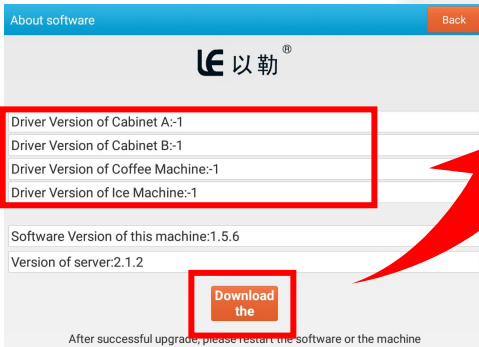 About software
Back
LE 以勒®
Driver Version of Cabinet A:-1
Driver Version of Cabinet B:-1
Driver Version of Coffee Machine:-1
Driver Version of Ice Machine:-1
Software Version of this machine:1.5.6
Version of server:2.1.2
Download
the
After successful upgrade, please restart the software or the machine